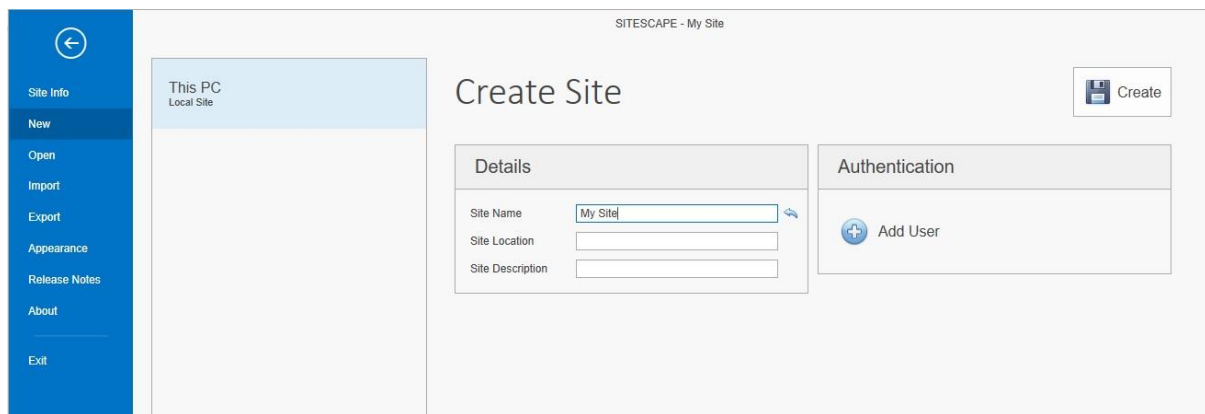 SITESCAPE - My Site
Site Info
New
Open
Import
Export
Appearance
Release Notes
About
Exit
This PC
Local Site
Create Site
Create
Details
Site Name
My Site
Site Location
Site Description
Authentication
Add User